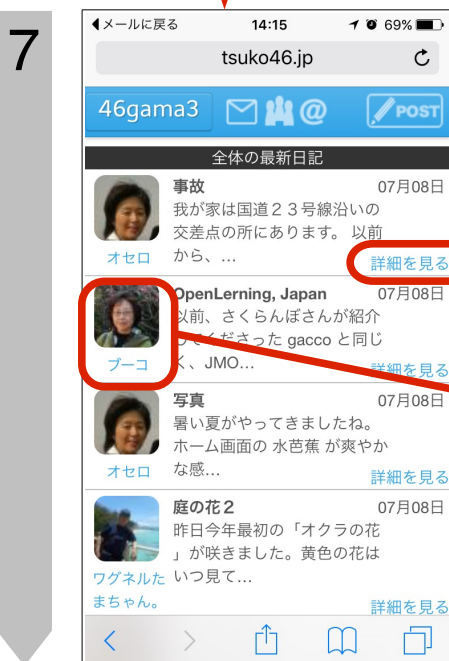 7
メールに戻る 14:15 69%
tsuko46.jp
46gama3 @ POST
全体の最新日記
事故 07月08日
我が家は国道２３号線沿いの
交差点の所にあります。 以前
から、...
オセロ 詳細を見る
OpenLerning, Japan 07月08日
以前、さくらんぼさんが紹介
してくださった gacco と同じ
く、JMO...
ブーコ 詳細を見る
写真 07月08日
暑い夏がやってきましたね。
ホーム画面の 水芭蕉 が爽やか
な感...
オセロ 詳細を見る
庭の花２ 07月08日
昨日今年最初の「オクラの花
」が咲きました。黄色の花は
いつ見て...
ワグネルた
まちゃん。 詳細を見る